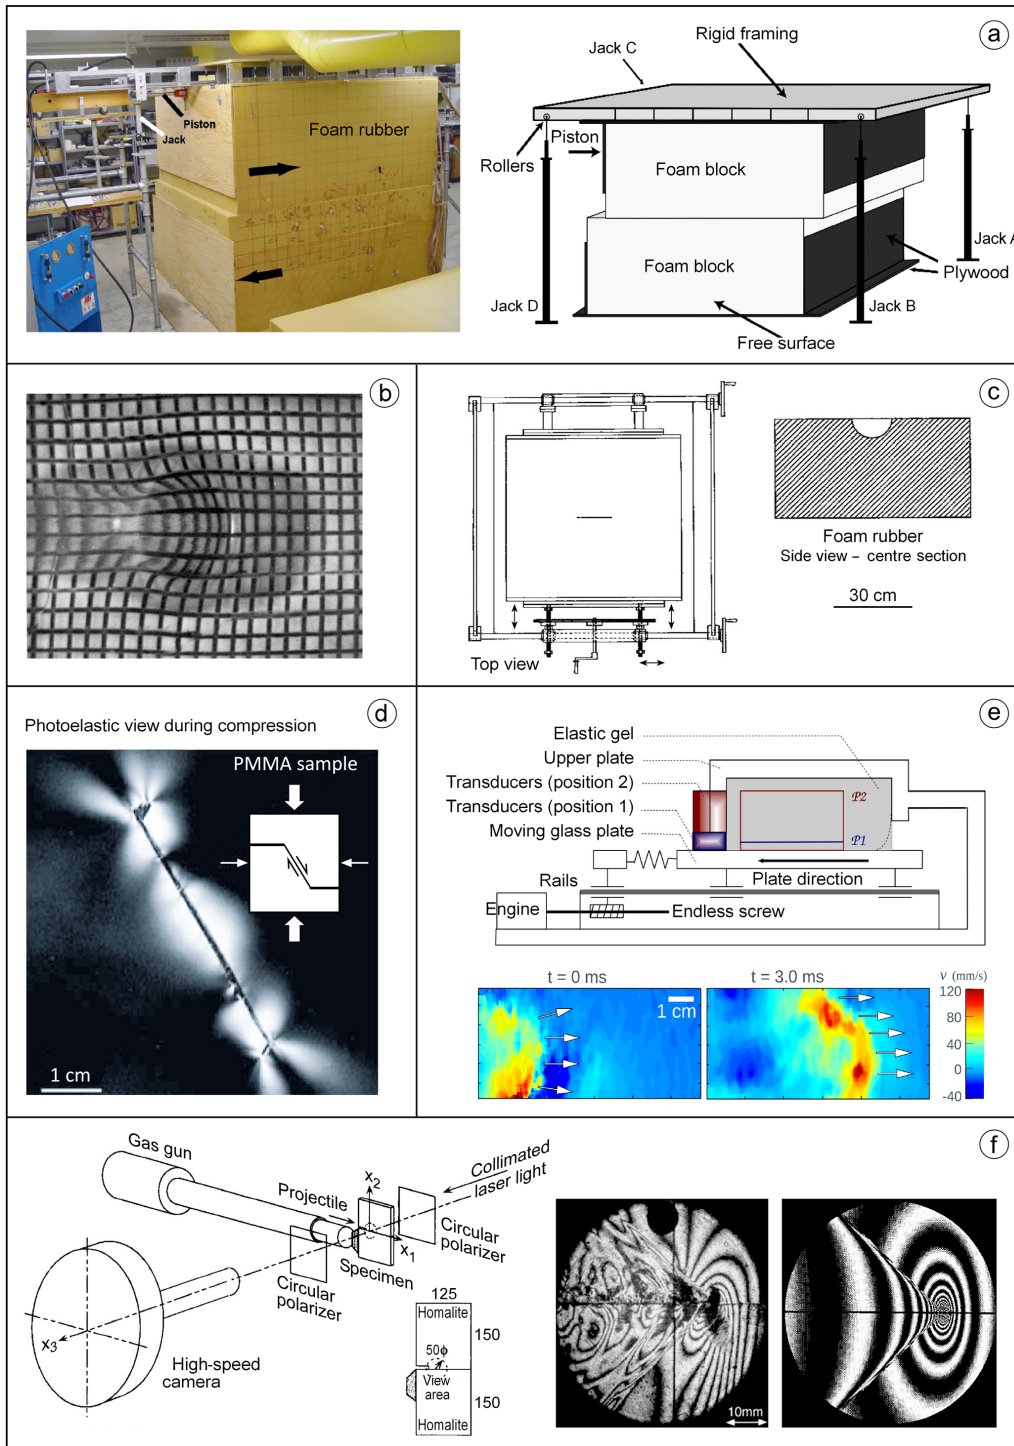 a
Foam rubber
Piston
Jack
Rigid framing
Jack C
Piston
Rollers
Foam block
Foam block
Jack A
Plywood
Jack D
Jack B
Free surface
b
c
Top view
Foam rubber
Side view – centre section
30 cm
d
Photoelastic view during compression
PMMA sample
1 cm
e
Elastic gel
Upper plate
Transducers (position 2)
Transducers (position 1)
Moving glass plate
P2
P1
Rails
Plate direction
Engine
Endless screw
t = 0 ms
t = 3.0 ms
v (mm/s)
1 cm
120
80
40
0
-40
f
Gas gun
Projectile
x2
Collimated
laser light
Circular
polarizer
x1
Specimen
Circular
polarizer
x3
High-speed
camera
125
Homalite
150
50ϕ
View
area
150
Homalite
10mm